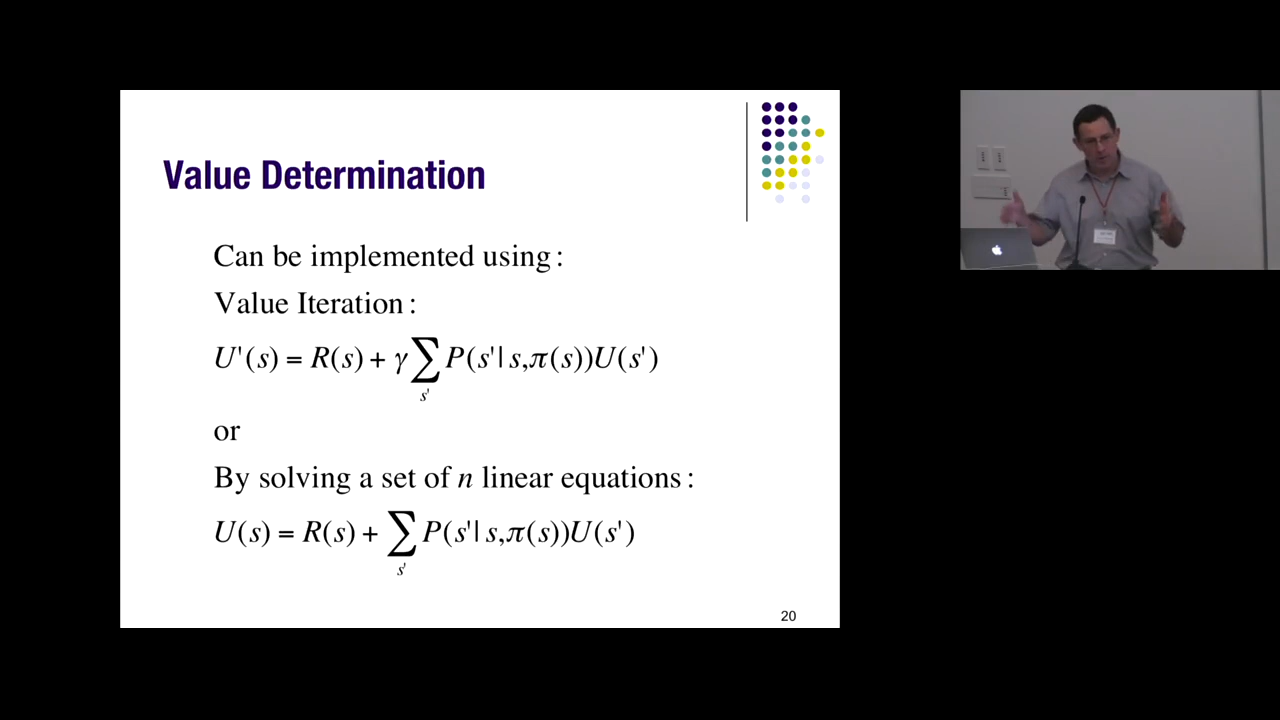 Value Determination
Can be implemented using:
Value Iteration:
U'(s) = R(s) + γ∑P(s'|s,π(s))U(s')
s'
or
By solving a set of n linear equations:
U(s) = R(s) + ∑P(s'|s,π(s))U(s')
s'
20